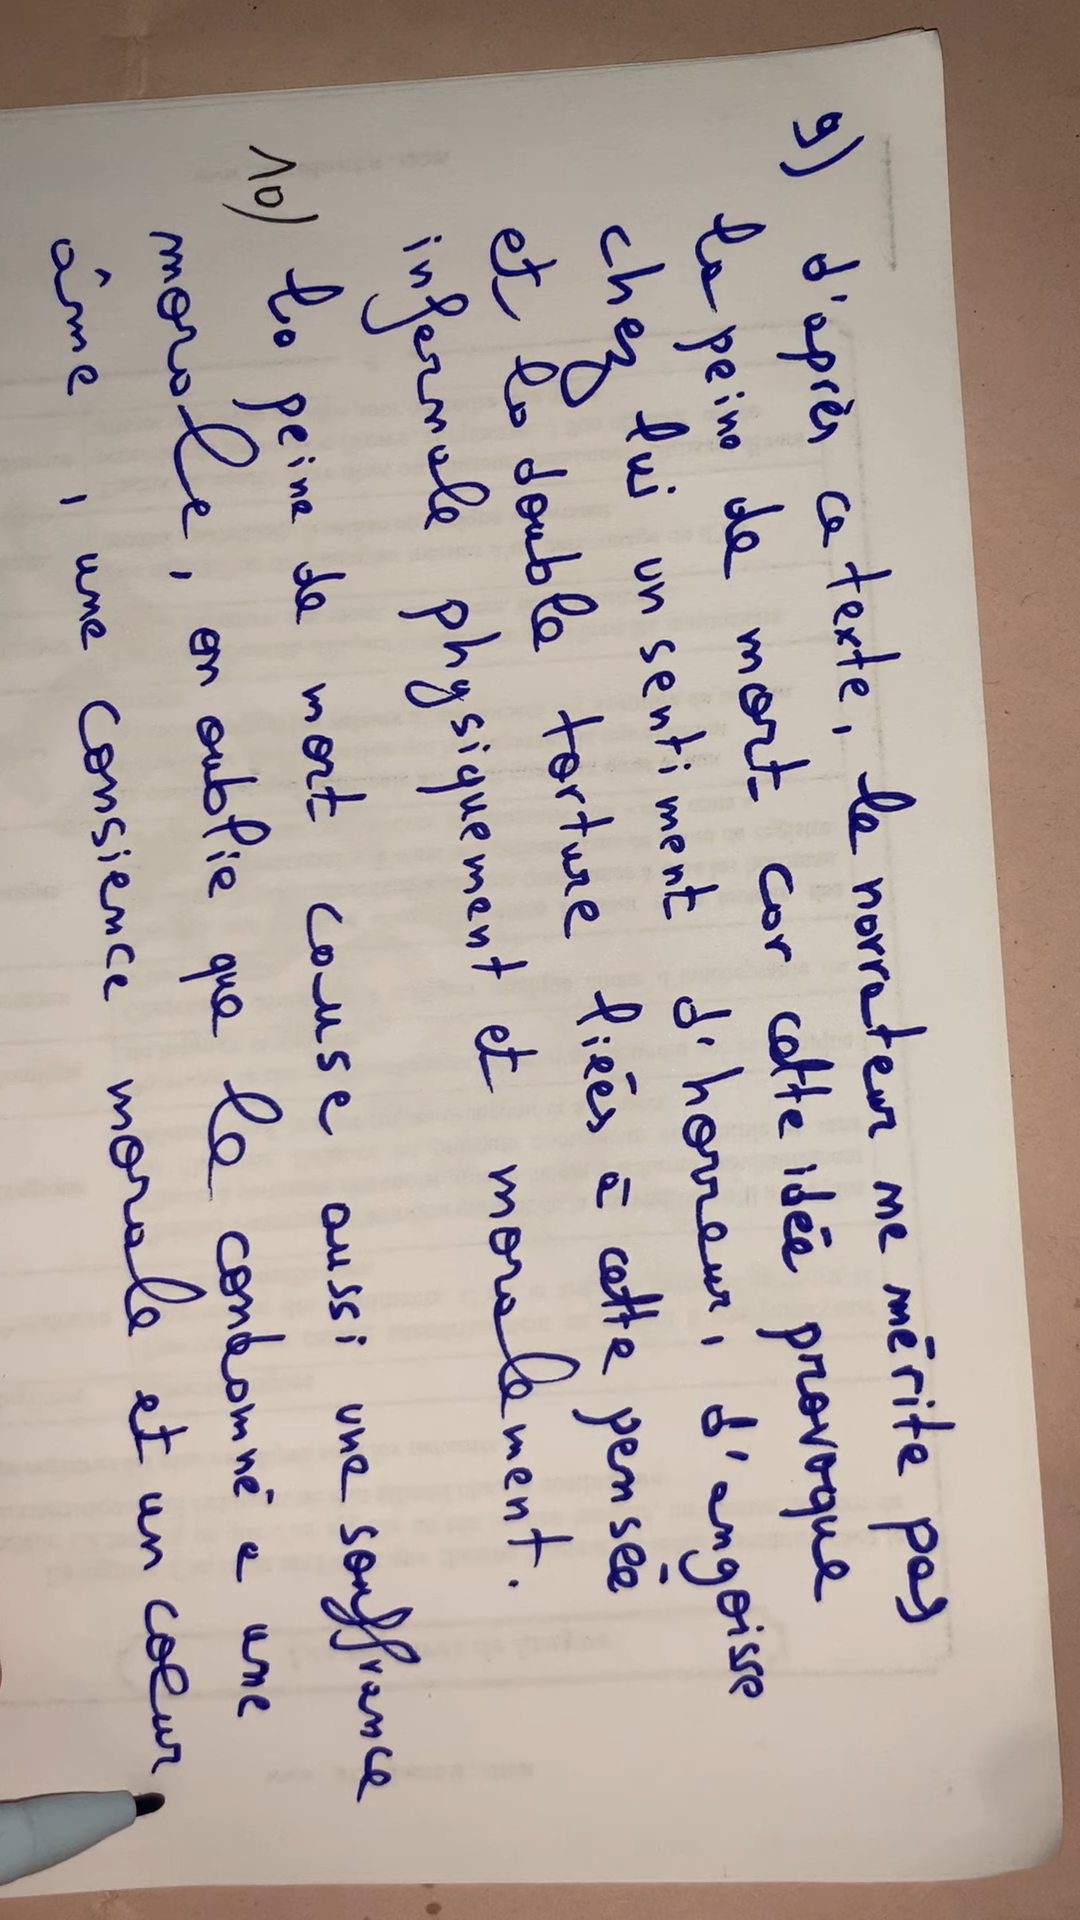 9) d'après ce texte, le narrateur ne mérite pas
la peine de mort car cette idée provoque
chez lui un sentiment d'horreur, d'angoisse
et la double torture liées à cette pensée
infernale physiquement et moralement.
10) la peine de mort cause aussi une souffrance
morale, on oublie que le condamné a une
âme, une consience morale et un coeur